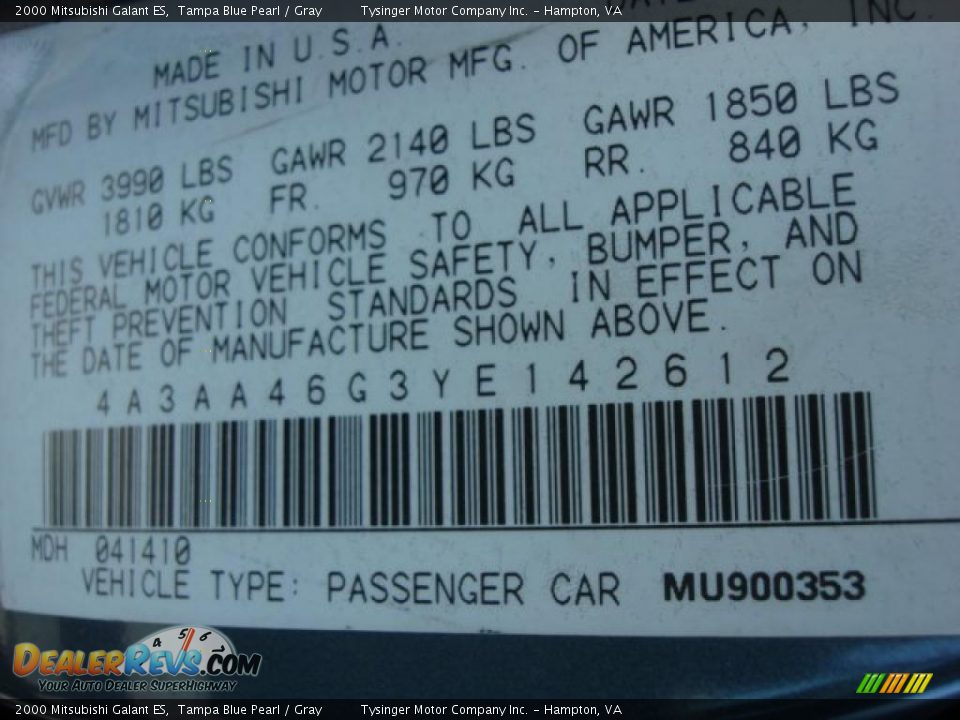 2000 Mitsubishi Galant ES, Tampa Blue Pearl / Gray Tysinger Motor Company Inc. - Hampton, VA
MADE IN U.S.A.
MFD BY MITSUBISHI MOTOR MFG. OF AMERICA, INC.
GVWR 3990 LBS GAWR 2140 LBS GAWR 1850 LBS
1810 KG FR. 970 KG RR. 840 KG
THIS VEHICLE CONFORMS TO ALL APPLICABLE
FEDERAL MOTOR VEHICLE SAFETY, BUMPER, AND
THEFT PREVENTION STANDARDS IN EFFECT ON
THE DATE OF MANUFACTURE SHOWN ABOVE.
4A3AA46G3YE142612
MDH 041410
VEHICLE TYPE: PASSENGER CAR MU900353
4 5 6 7
DEALERREVS.COM
YOUR AUTO DEALER SUPERHIGHWAY
2000 Mitsubishi Galant ES, Tampa Blue Pearl / Gray Tysinger Motor Company Inc. - Hampton, VA